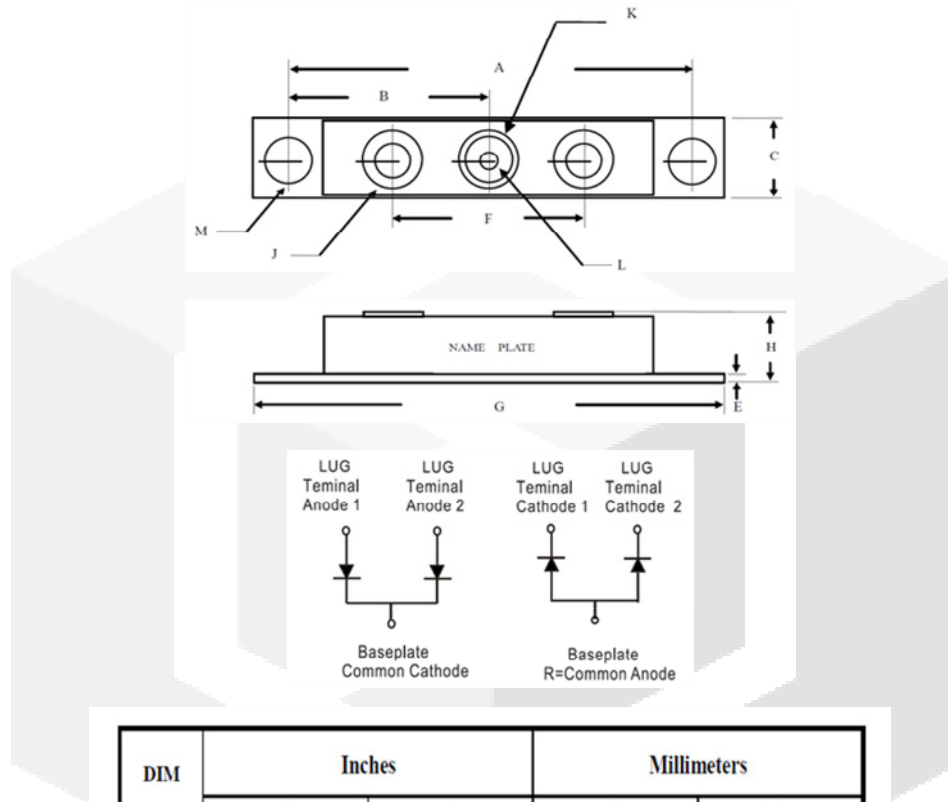 K
A
B
C
F
M
J
L
NAME PLATE
H
G
E
LUG Teminal Anode 1
LUG Teminal Anode 2
LUG Teminal Cathode 1
LUG Teminal Cathode 2
Baseplate
Common Cathode
Baseplate
R=Common Anode
DIM
Inches
Millimeters